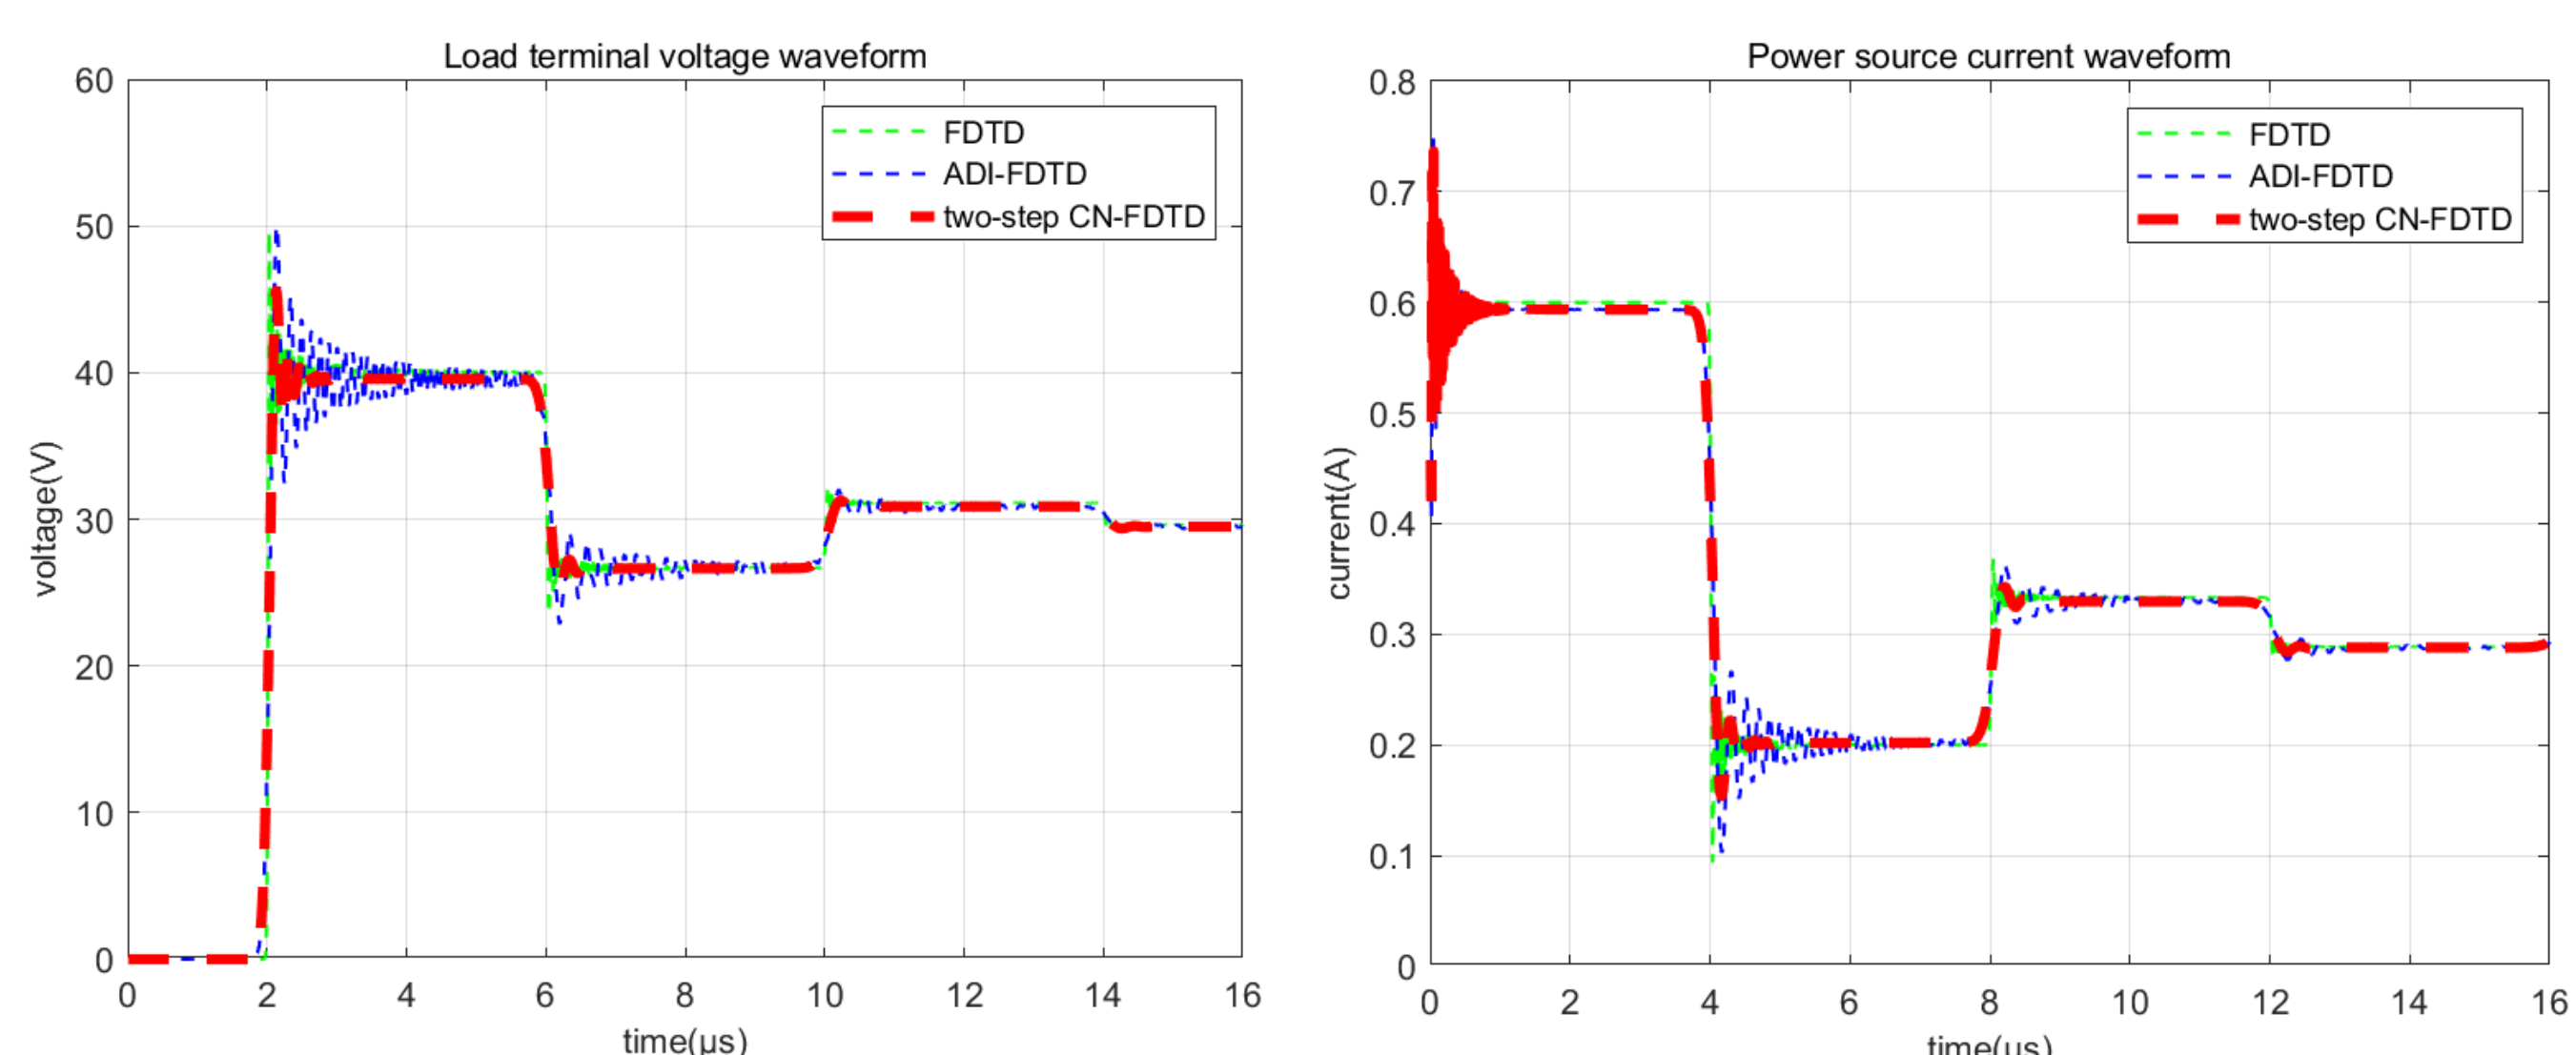 Load terminal voltage waveform
60
50
40
30
20
10
0
voltage(V)
FDTD
ADI-FDTD
two-step CN-FDTD
0 2 4 6 8 10 12 14 16
time(μs)
Power source current waveform
0.8
0.7
0.6
0.5
0.4
0.3
0.2
0.1
0
current(A)
FDTD
ADI-FDTD
two-step CN-FDTD
0 2 4 6 8 10 12 14 16
time(μs)